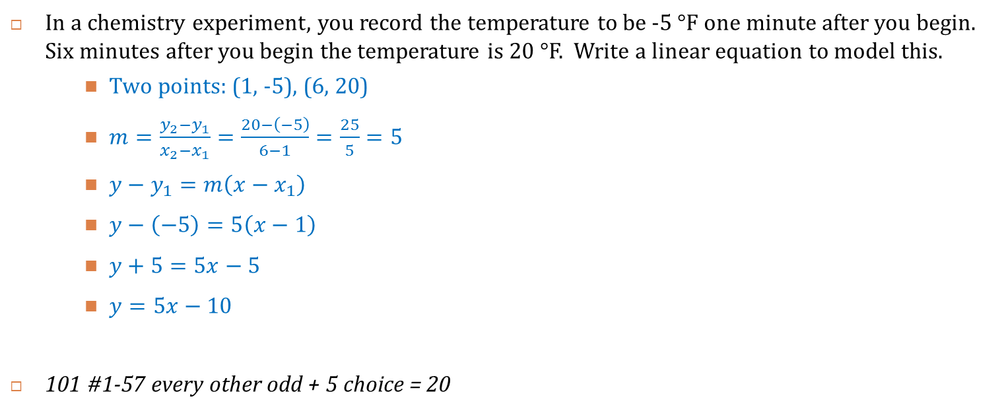 In a chemistry experiment, you record the temperature to be -5 °F one minute after you begin.
Six minutes after you begin the temperature is 20 °F.  Write a linear equation to model this.
Two points: (1, -5), (6, 20)
m = \frac{y_2−y_1}{x_2−x_1} = \frac{20−(−5)}{6−1} = \frac{25}{5} = 5
y − y_1 = m(x − x_1)
y − (−5) = 5(x − 1)
y + 5 = 5x − 5
y = 5x − 10
101 #1-57 every other odd + 5 choice = 20